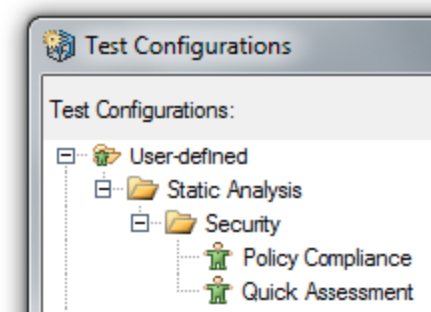 Test Configurations
Test Configurations:
User-defined
Static Analysis
Security
Policy Compliance
Quick Assessment